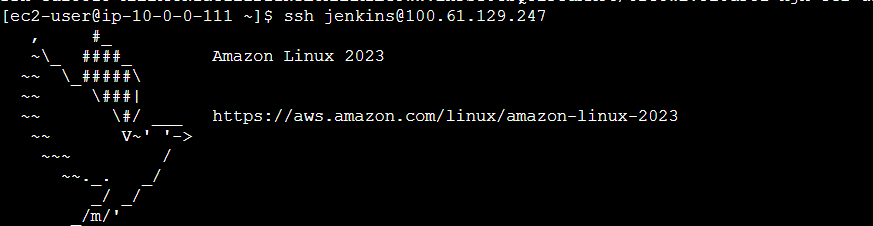 [ec2-user@ip-10-0-0-111 ~]$ ssh jenkins@100.61.129.247
   ,     #_
   ~\_  ####_        Amazon Linux 2023
  ~~  \_#####\
  ~~     \###|
  ~~       \#/ ___   https://aws.amazon.com/linux/amazon-linux-2023
   ~~       V~' '->
    ~~~         /
      ~~._.   _/
         _/ _/
       _/m/'